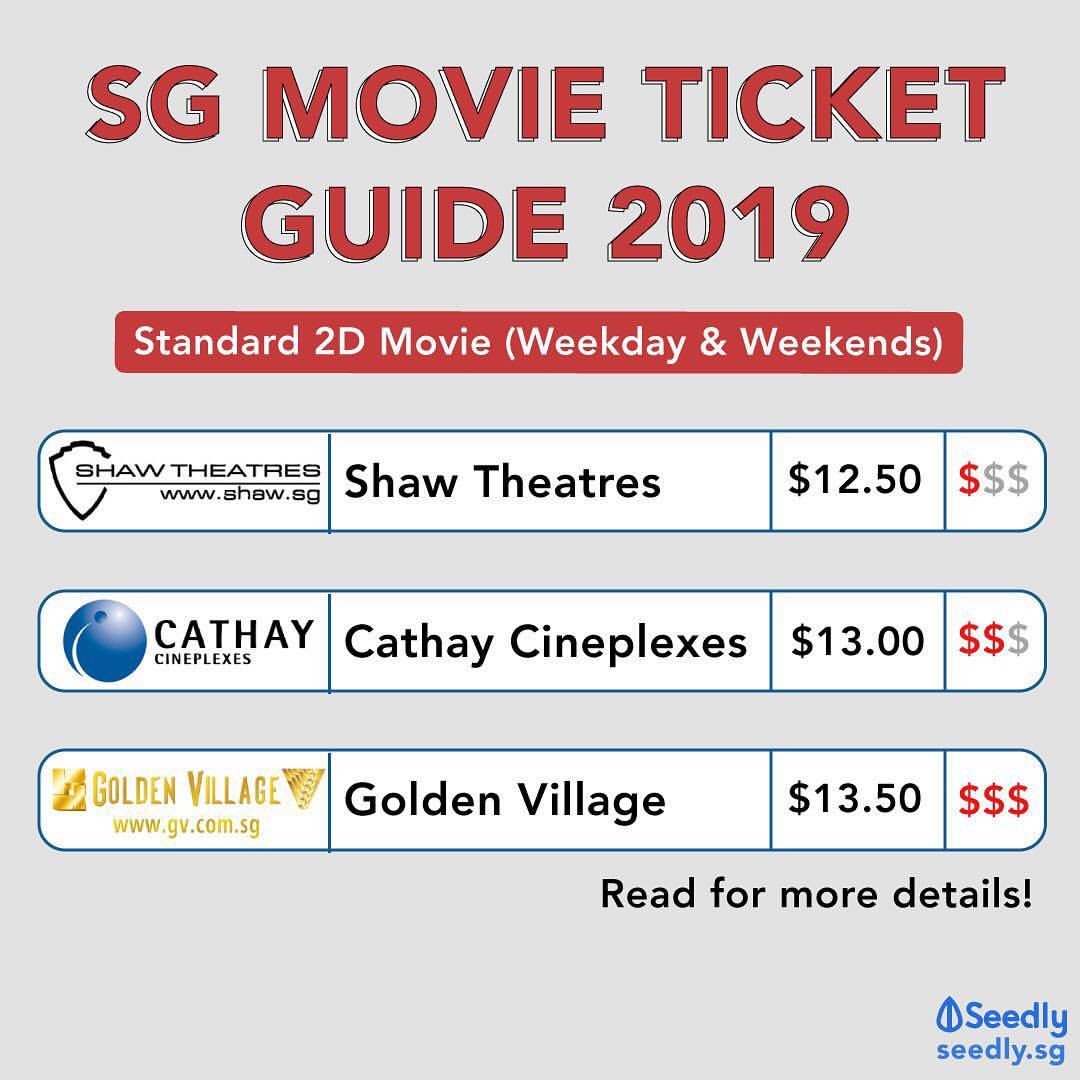 SG MOVIE TICKET
GUIDE 2019
Standard 2D Movie (Weekday & Weekends)
SHAW THEATRES
www.shaw.sg
Shaw Theatres
$12.50
$$$
CATHAY
CINEPLEXES
Cathay Cineplexes
$13.00
$$$
GOLDEN VILLAGE
www.gv.com.sg
Golden Village
$13.50
$$$
Read for more details!
Seedly
seedly.sg